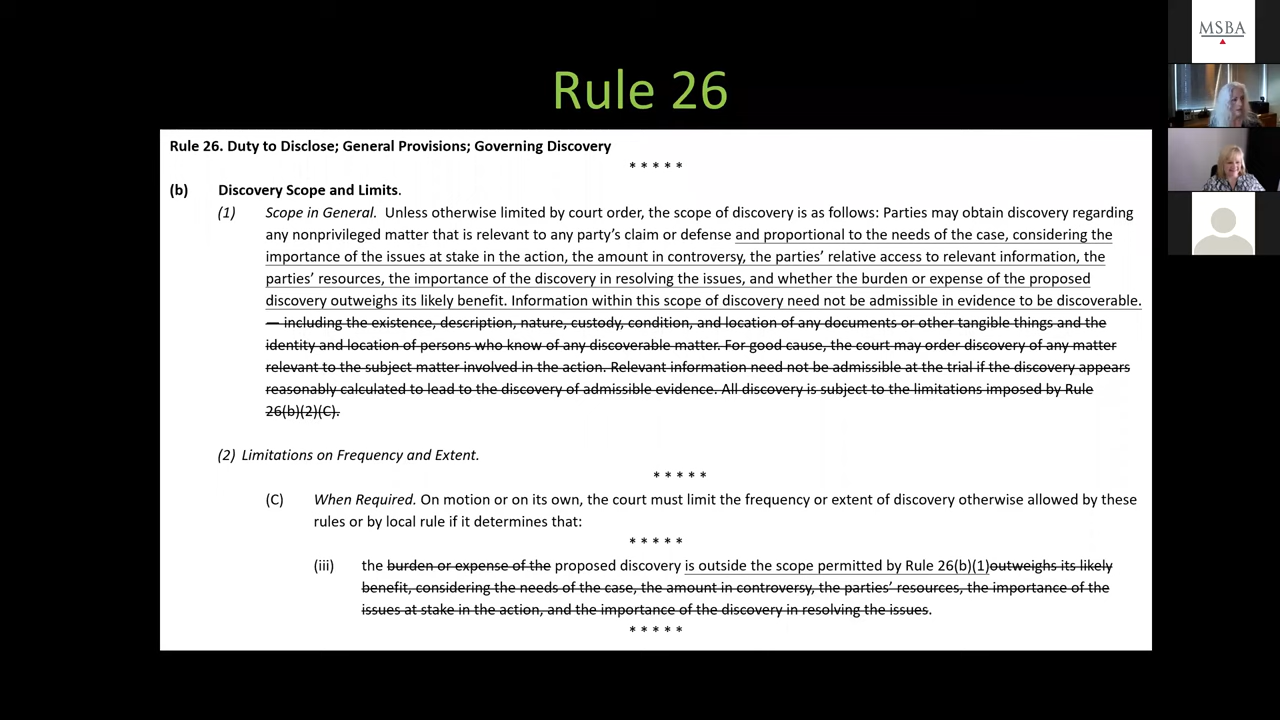 MSBA
Rule 26
Rule 26. Duty to Disclose; General Provisions; Governing Discovery
* * * * *
(b) Discovery Scope and Limits.
(1) Scope in General. Unless otherwise limited by court order, the scope of discovery is as follows: Parties may obtain discovery regarding
any nonprivileged matter that is relevant to any party’s claim or defense and proportional to the needs of the case, considering the
importance of the issues at stake in the action, the amount in controversy, the parties’ relative access to relevant information, the
parties’ resources, the importance of the discovery in resolving the issues, and whether the burden or expense of the proposed
discovery outweighs its likely benefit. Information within this scope of discovery need not be admissible in evidence to be discoverable.
— including the existence, description, nature, custody, condition, and location of any documents or other tangible things and the
identity and location of persons who know of any discoverable matter. For good cause, the court may order discovery of any matter
relevant to the subject matter involved in the action. Relevant information need not be admissible at the trial if the discovery appears
reasonably calculated to lead to the discovery of admissible evidence. All discovery is subject to the limitations imposed by Rule
26(b)(2)(C).
(2) Limitations on Frequency and Extent.
* * * * *
(C) When Required. On motion or on its own, the court must limit the frequency or extent of discovery otherwise allowed by these
rules or by local rule if it determines that:
* * * * *
(iii) the burden or expense of the proposed discovery is outside the scope permitted by Rule 26(b)(1)outweighs its likely
benefit, considering the needs of the case, the amount in controversy, the parties’ resources, the importance of the
issues at stake in the action, and the importance of the discovery in resolving the issues.
* * * * *